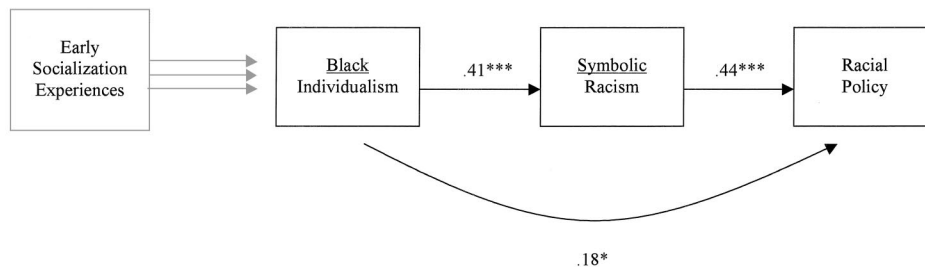 Early
Socialization
Experiences
Black
Individualism
.41***
Symbolic
Racism
.44***
Racial
Policy
.18*